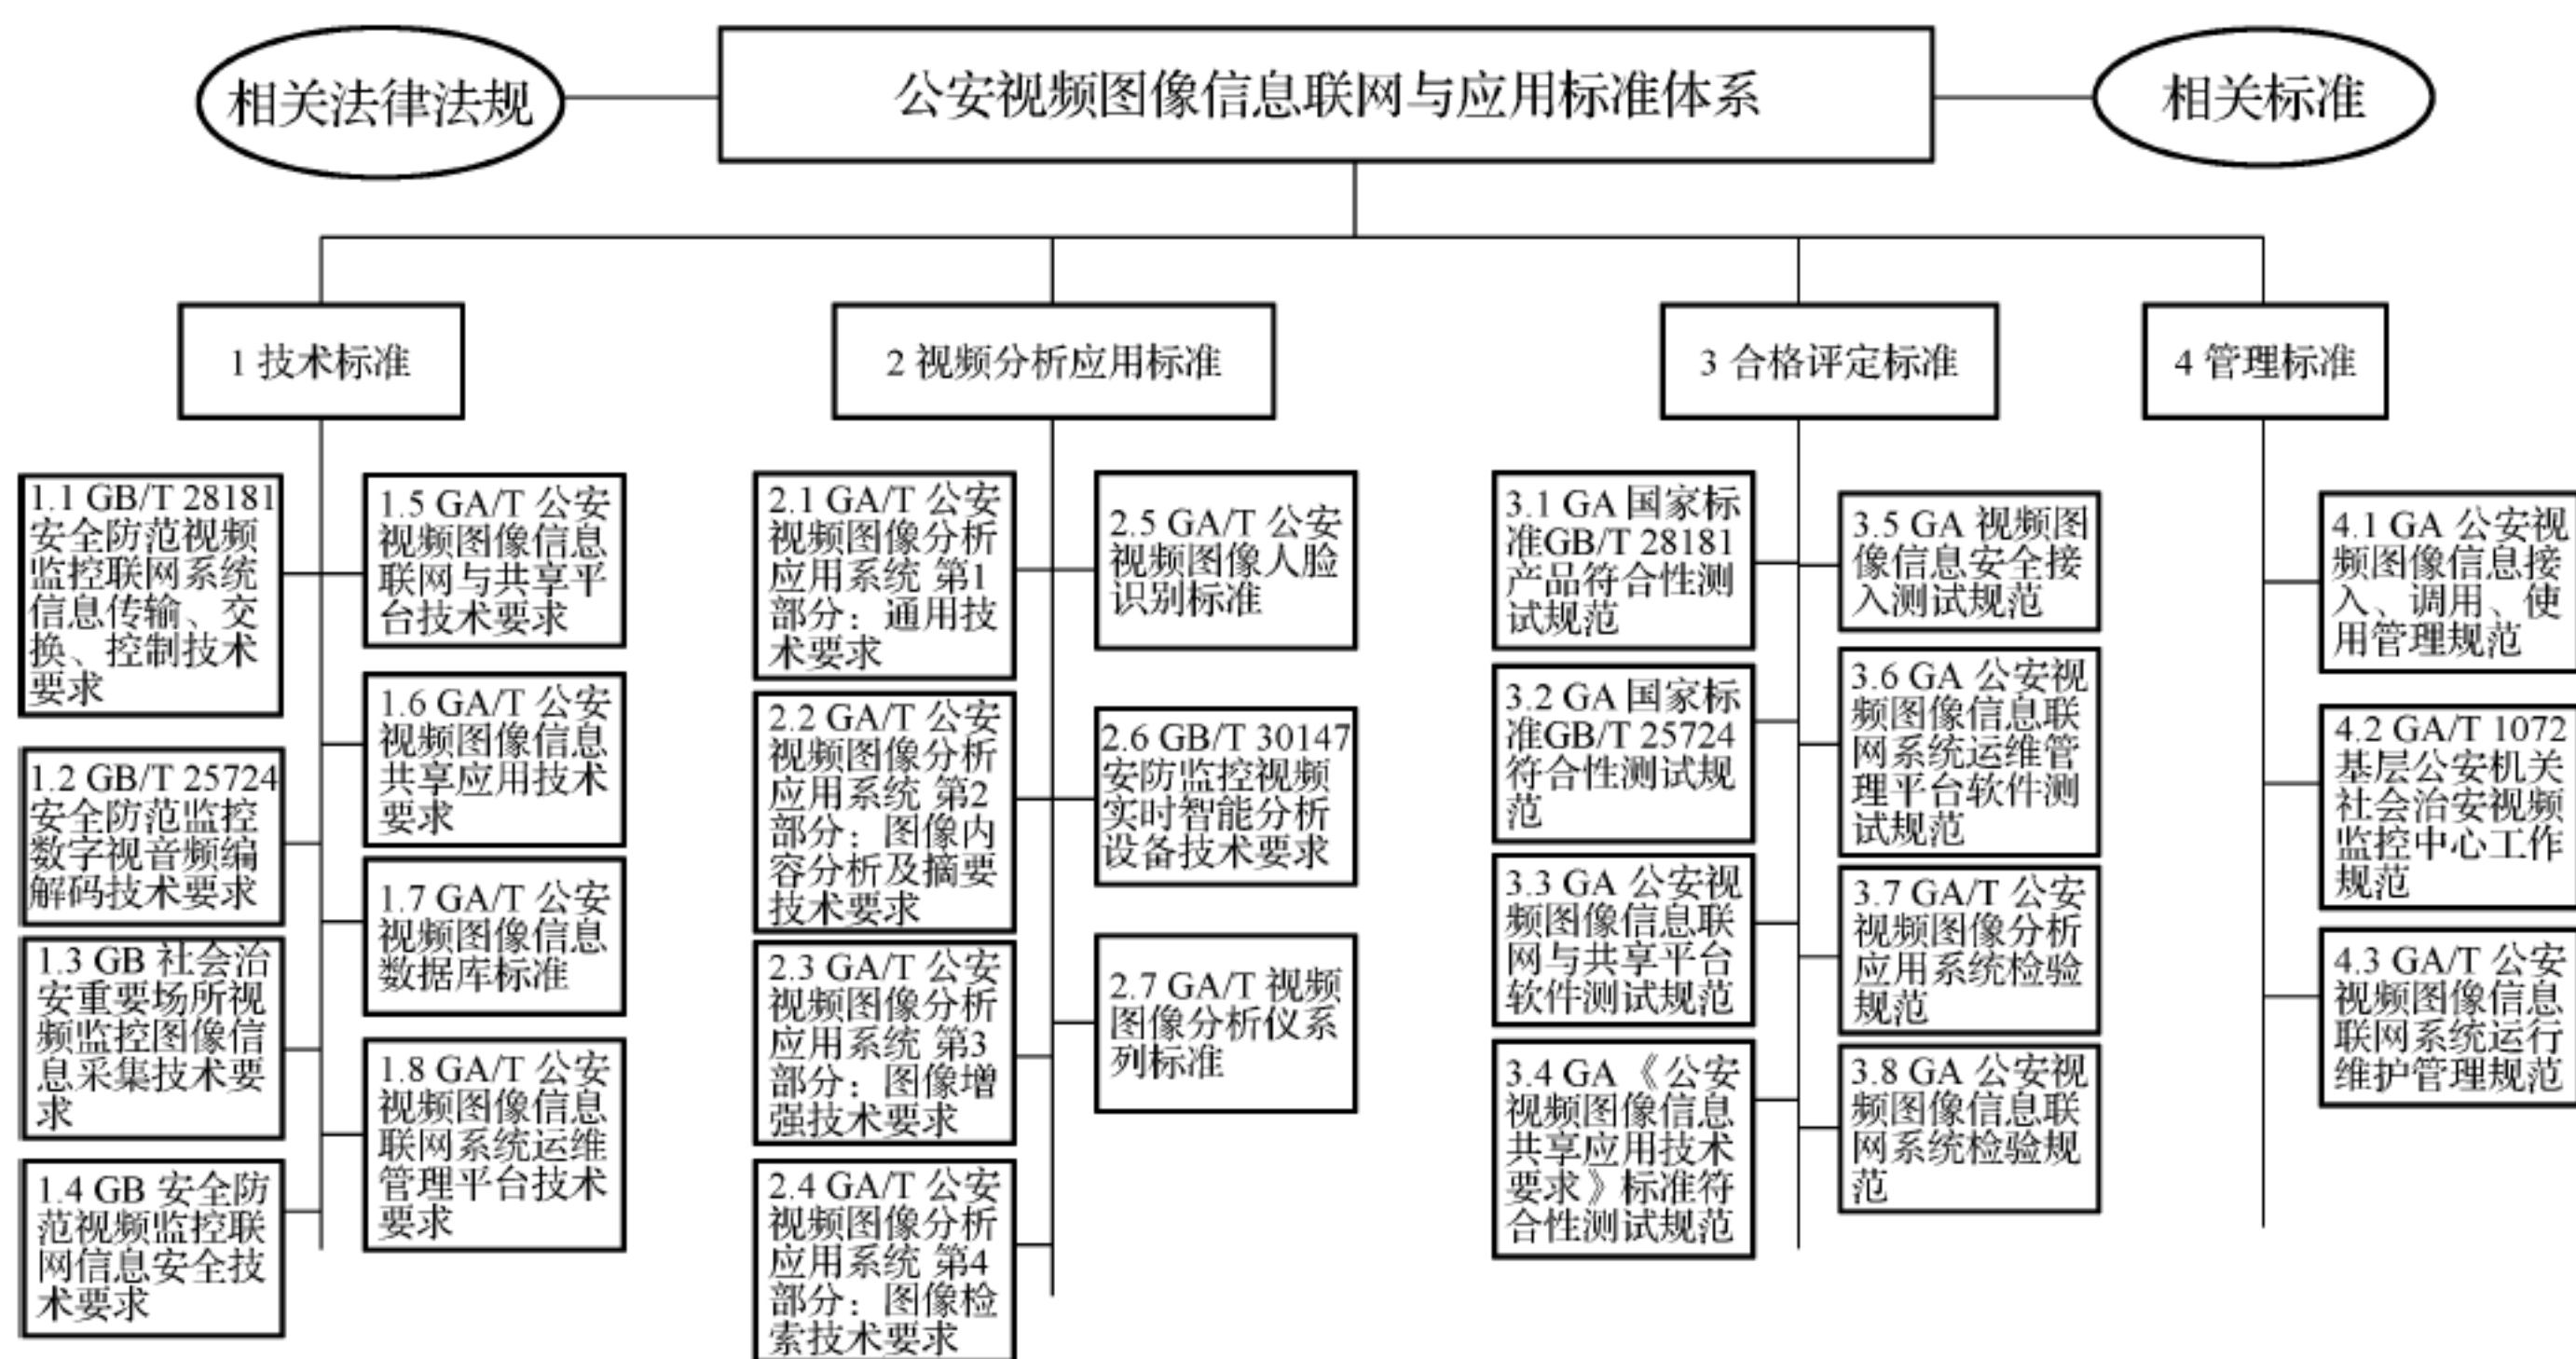 相关法律法规
公安视频图像信息联网与应用标准体系
相关标准
1 技术标准
2 视频分析应用标准
3 合格评定标准
4 管理标准
1.1 GB/T 28181
安全防范视频
监控联网系统
信息传输、交
换、控制技术
要求
1.2 GB/T 25724
安全防范监控
数字视音频编
解码技术要求
1.3 GB 社会治
安重要场所视
频监控图像信
息采集技术要
求
1.4 GB 安全防
范视频监控联
网信息安全技
术要求
1.5 GA/T 公安
视频图像信息
联网与共享平
台技术要求
1.6 GA/T 公安
视频图像信息
共享应用技术
要求
1.7 GA/T 公安
视频图像信息
数据库标准
1.8 GA/T 公安
视频图像信息
联网系统运维
管理平台技术
要求
2.1 GA/T 公安
视频图像分析
应用系统 第1
部分：通用技
术要求
2.2 GA/T 公安
视频图像分析
应用系统 第2
部分：图像内
容分析及摘要
技术要求
2.3 GA/T 公安
视频图像分析
应用系统 第3
部分：图像增
强技术要求
2.4 GA/T 公安
视频图像分析
应用系统 第4
部分：图像检
索技术要求
2.5 GA/T 公安
视频图像人脸
识别标准
2.6 GB/T 30147
安防监控视频
实时智能分析
设备技术要求
2.7 GA/T 视频
图像分析仪系
列标准
3.1 GA 国家标
准GB/T 28181
产品符合性测
试规范
3.2 GA 国家标
准GB/T 25724
符合性测试规
范
3.3 GA 公安视
频图像信息联
网与共享平台
软件测试规范
3.4 GA《公安
视频图像信息
共享应用技术
要求》标准符
合性测试规范
3.5 GA 视频图
像信息安全接
入测试规范
3.6 GA 公安视
频图像信息联
网系统运维管
理平台软件测
试规范
3.7 GA/T 公安
视频图像分析
应用系统检验
规范
3.8 GA 公安视
频图像信息联
网系统检验规
范
4.1 GA 公安视
频图像信息接
入、调用、使
用管理规范
4.2 GA/T 1072
基层公安机关
社会治安视频
监控中心工作
规范
4.3 GA/T 公安
视频图像信息
联网系统运行
维护管理规范